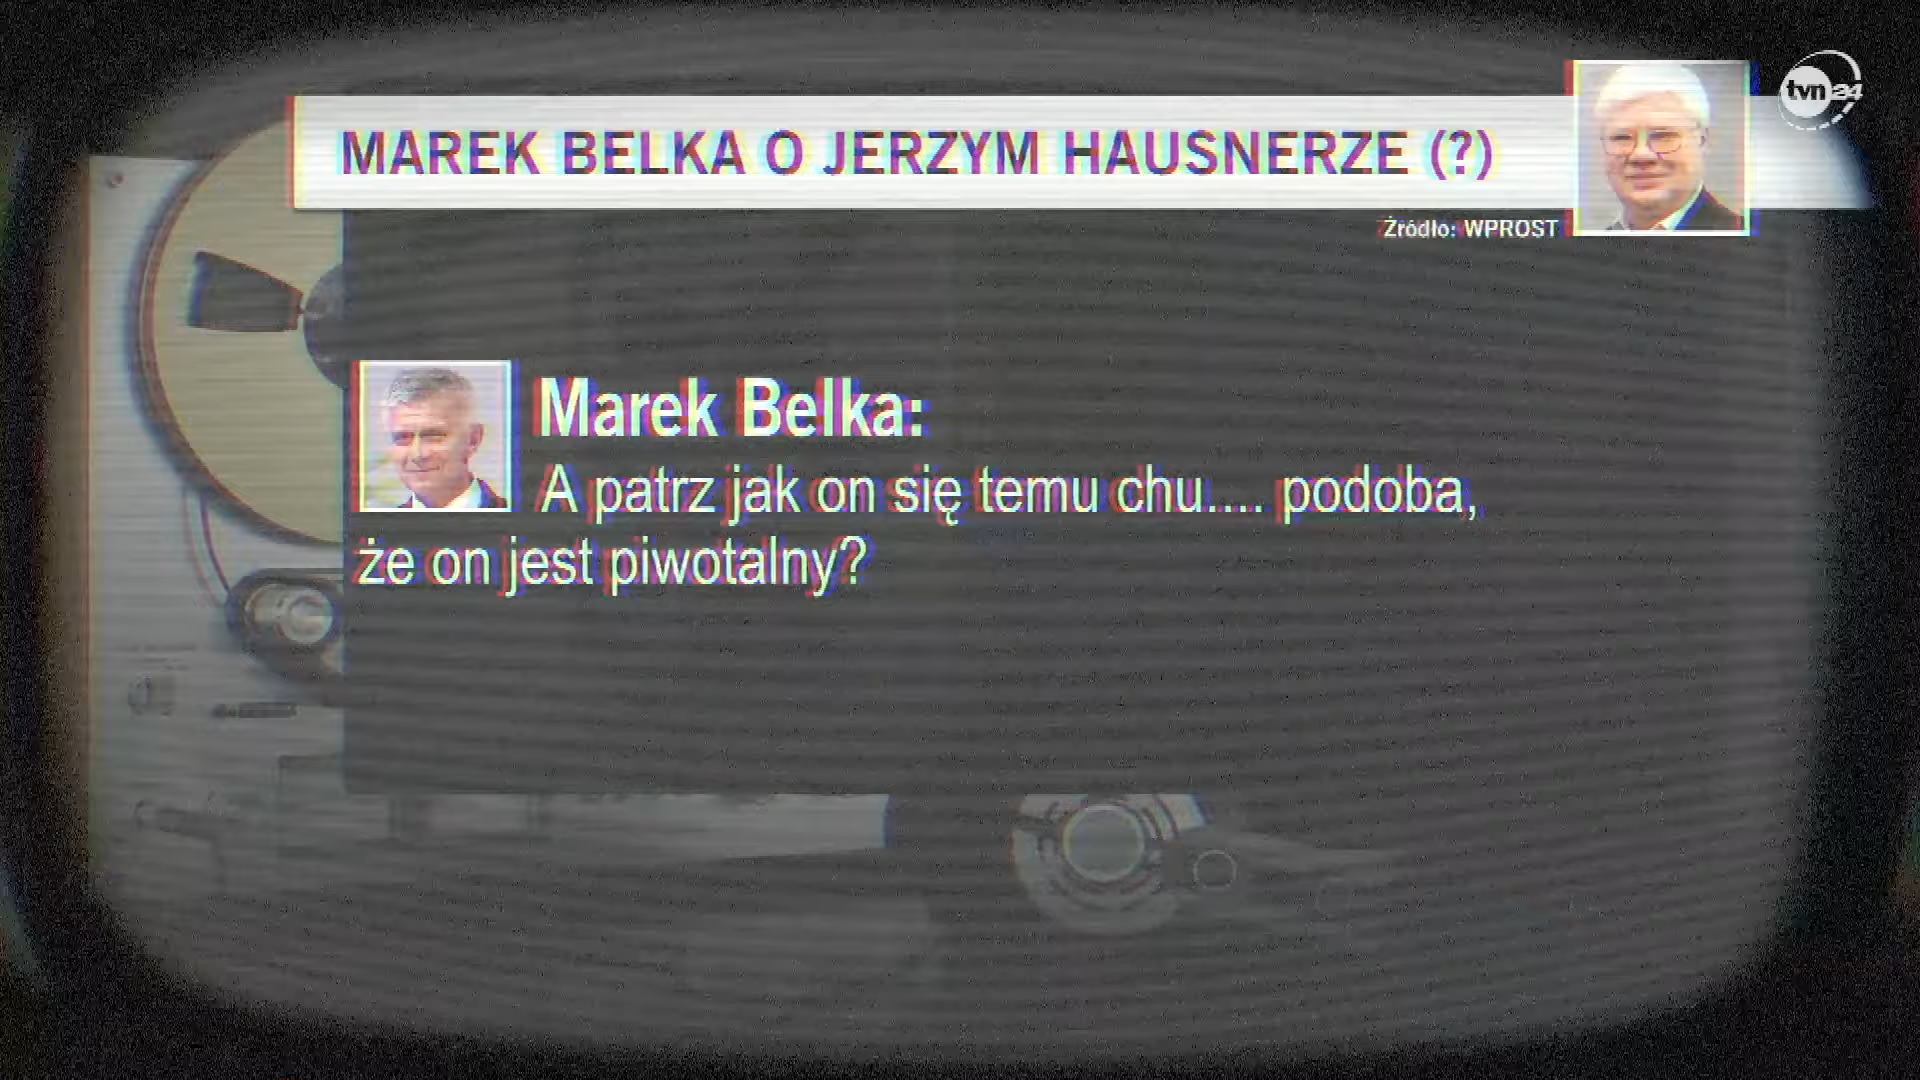 MAREK BELKA O JERZYM HAUSNERZE (?)
tvn24
Źródło: WPROST
Marek Belka:
A patrz jak on się temu chu.... podoba,
że on jest piwotalny?